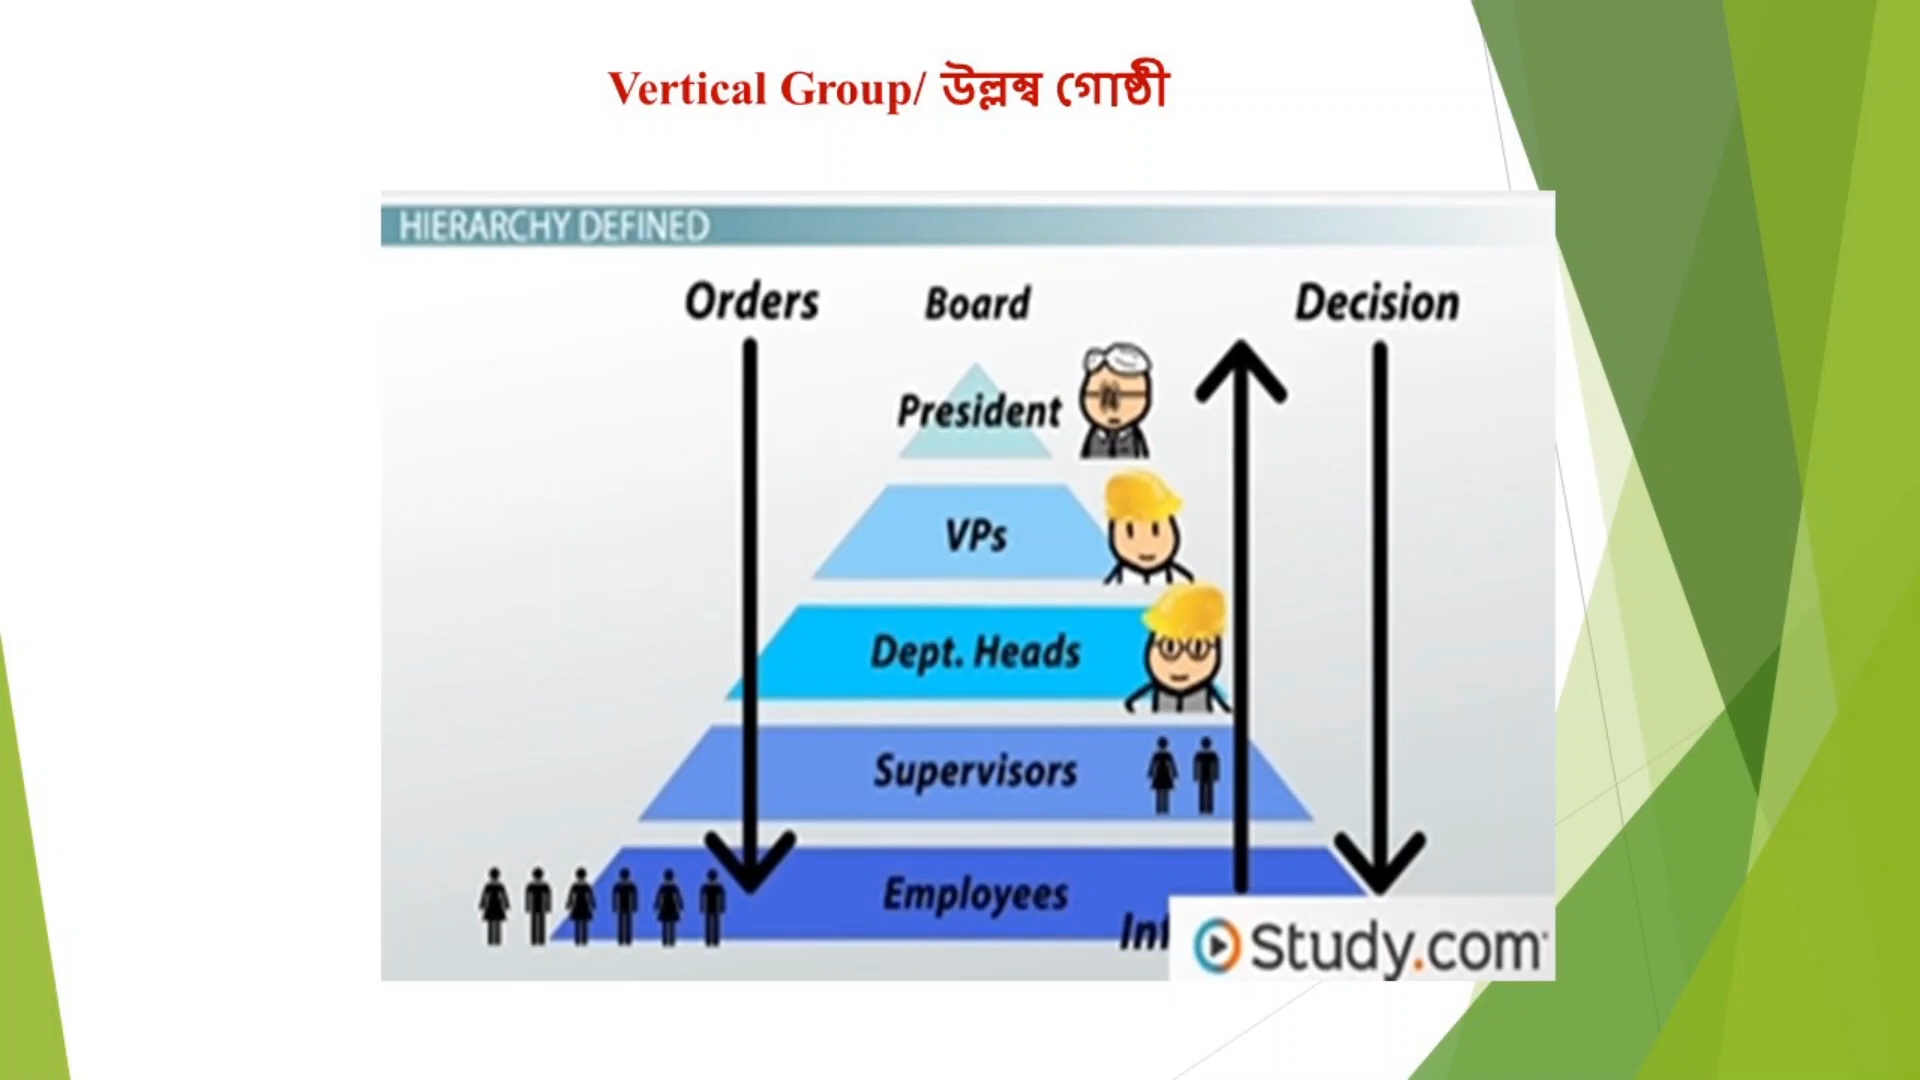 Vertical Group/ উল্লম্ব গোষ্ঠী
HIERARCHY DEFINED
Orders
Board
Decision
President
VPs
Dept. Heads
Supervisors
Employees
Study.com